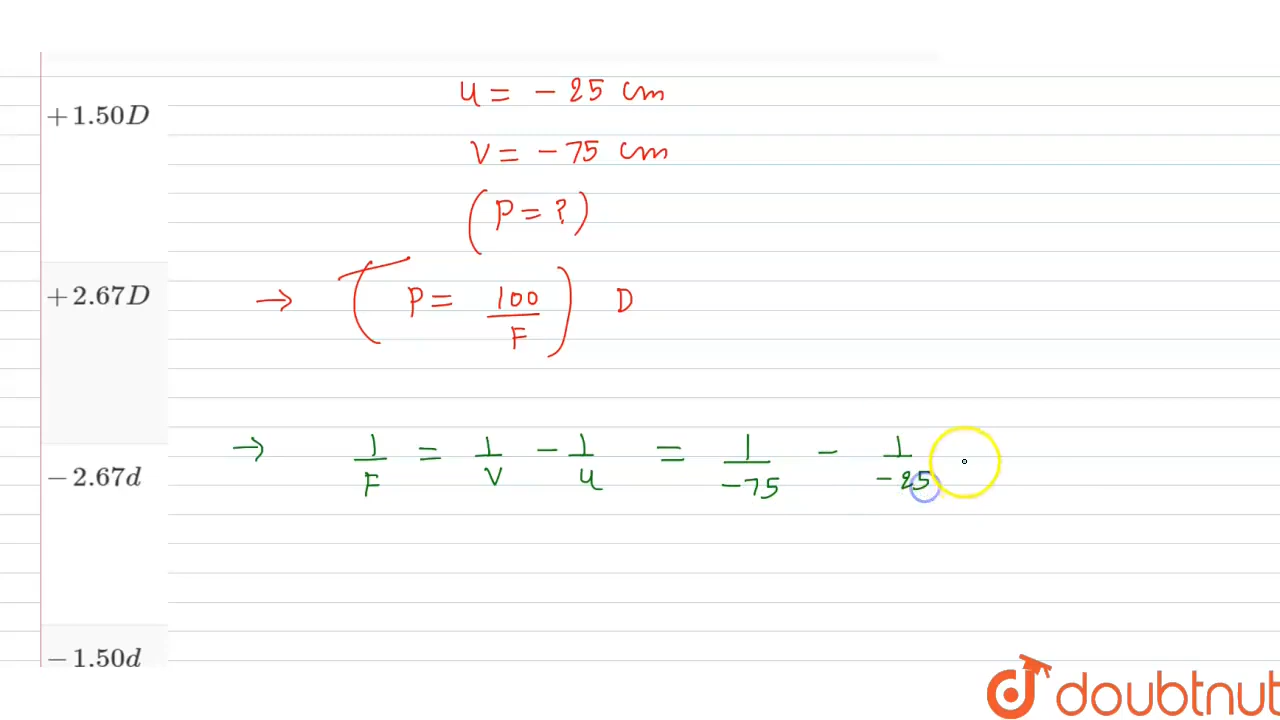 u = - 25 cm
+1.50D
v = - 75 cm
(P = ?)
+2.67D
→ (P = 100/F) D
→ 1/F = 1/v - 1/u = 1/-75 - 1/-25
-2.67d
-1.50d
doubtnut